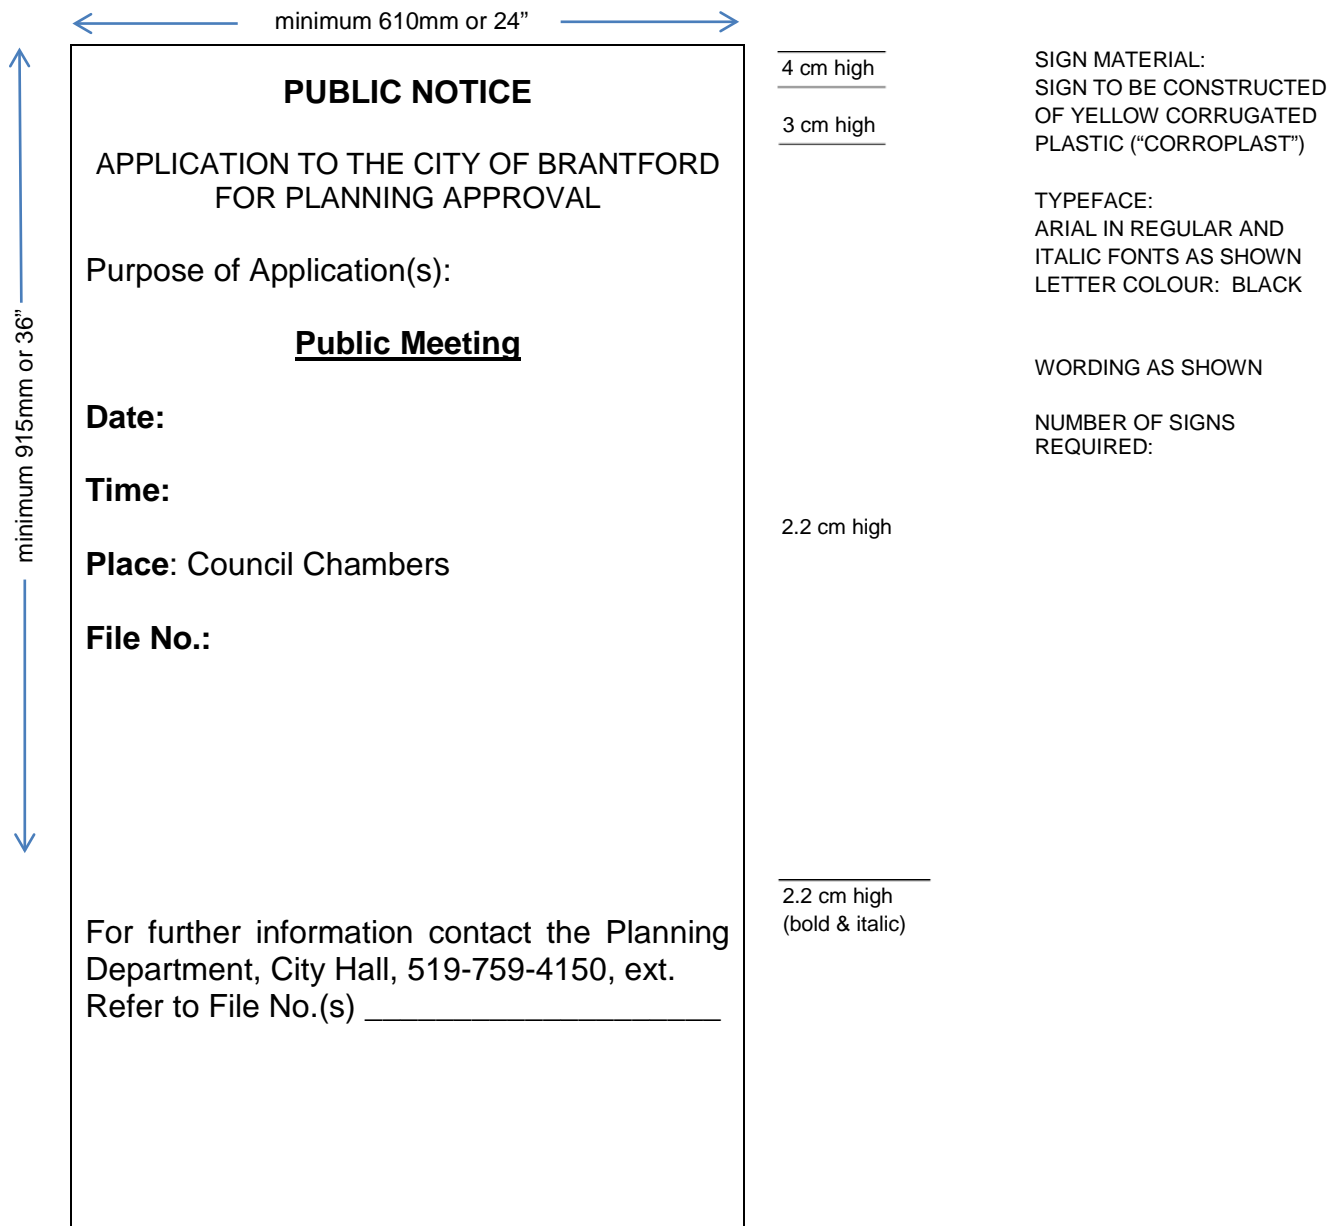 minimum 610mm or 24”
minimum 915mm or 36”
PUBLIC NOTICE
APPLICATION TO THE CITY OF BRANTFORD
FOR PLANNING APPROVAL
Purpose of Application(s):
Public Meeting
Date:
Time:
Place: Council Chambers
File No.:
For further information contact the Planning
Department, City Hall, 519-759-4150, ext.
Refer to File No.(s) ____________________
4 cm high
3 cm high
2.2 cm high
2.2 cm high
(bold & italic)
SIGN MATERIAL:
SIGN TO BE CONSTRUCTED
OF YELLOW CORRUGATED
PLASTIC (“CORROPLAST”)
TYPEFACE:
ARIAL IN REGULAR AND
ITALIC FONTS AS SHOWN
LETTER COLOUR:  BLACK
WORDING AS SHOWN
NUMBER OF SIGNS
REQUIRED: